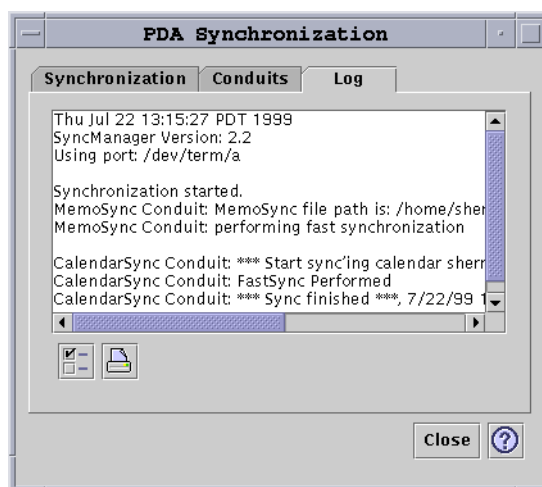 PDA Synchronization
Synchronization Conduits Log
Thu Jul 22 13:15:27 PDT 1999
SyncManager Version: 2.2
Using port: /dev/term/a
Synchronization started.
MemoSync Conduit: MemoSync file path is: /home/sher
MemoSync Conduit: performing fast synchronization
CalendarSync Conduit: *** Start sync'ing calendar sherr
CalendarSync Conduit: FastSync Performed
CalendarSync Conduit: *** Sync finished ***, 7/22/99 1
Close ?